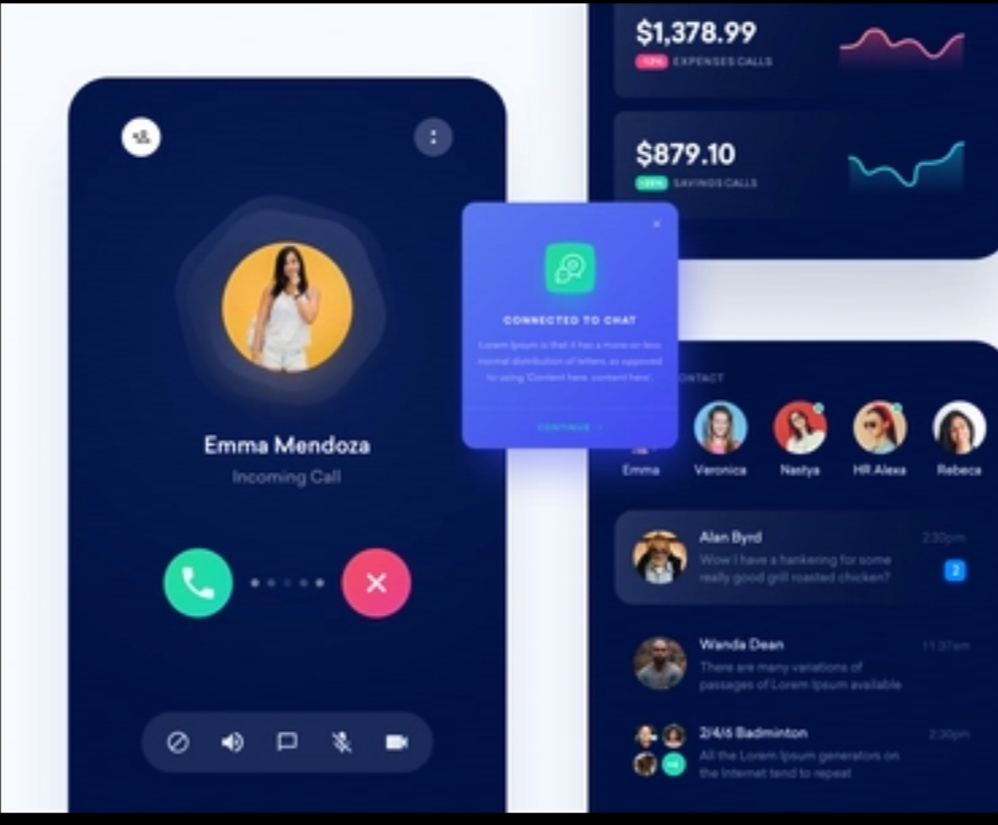 $1,378.99
EXPENSES CALLS
$879.10
SAVINGS CALLS
CONNECTED TO CHAT
Lorem Ipsum is that it has a more-or-less
normal distribution of letters, as opposed
to using 'Content here, content here'.
CONTINUE
Emma Mendoza
Incoming Call
ONTACT
Emma
Veronica
Nastya
HR Alexa
Rebeca
Alan Byrd
2:30pm
Wow I have a hankering for some
really good grill roasted chicken?
2
Wanda Dean
11:37am
There are many variations of
passages of Lorem Ipsum available
2/4/6 Badminton
2:30pm
All the Lorem Ipsum generators on
the Internet tend to repeat